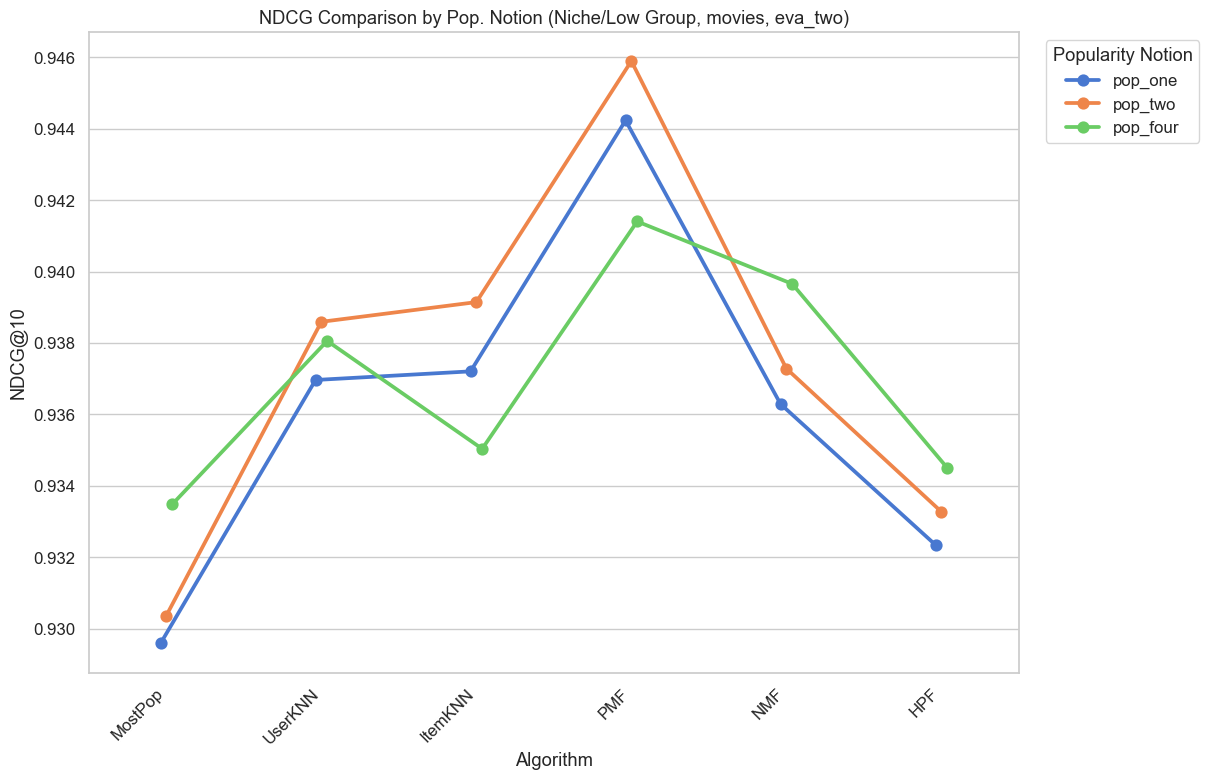 NDCG Comparison by Pop. Notion (Niche/Low Group, movies, eva_two)
Popularity Notion
pop_one
pop_two
pop_four
NDCG@10
0.946
0.944
0.942
0.940
0.938
0.936
0.934
0.932
0.930
MostPop
UserKNN
ItemKNN
PMF
NMF
HPF
Algorithm